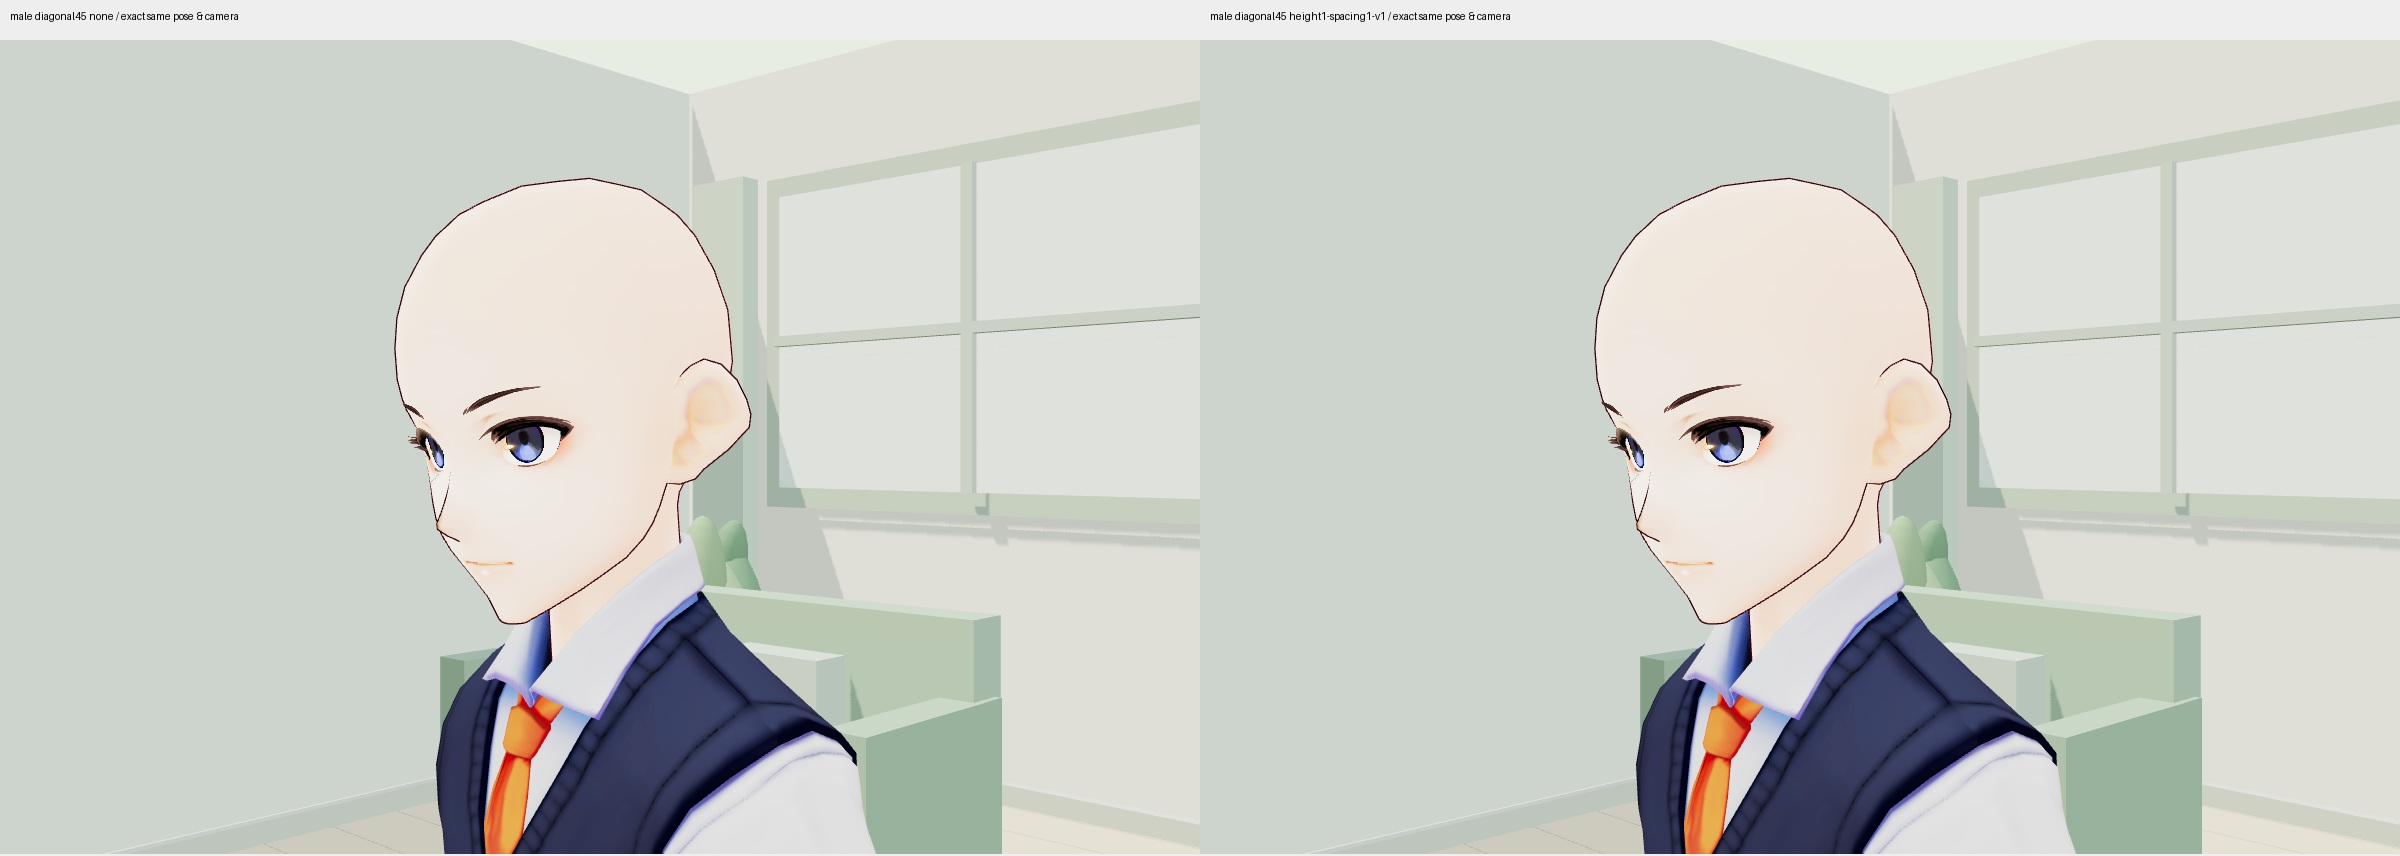 male diagonal45 none / exact same pose & camera
male diagonal45 height1-spacing1-v1 / exact same pose & camera